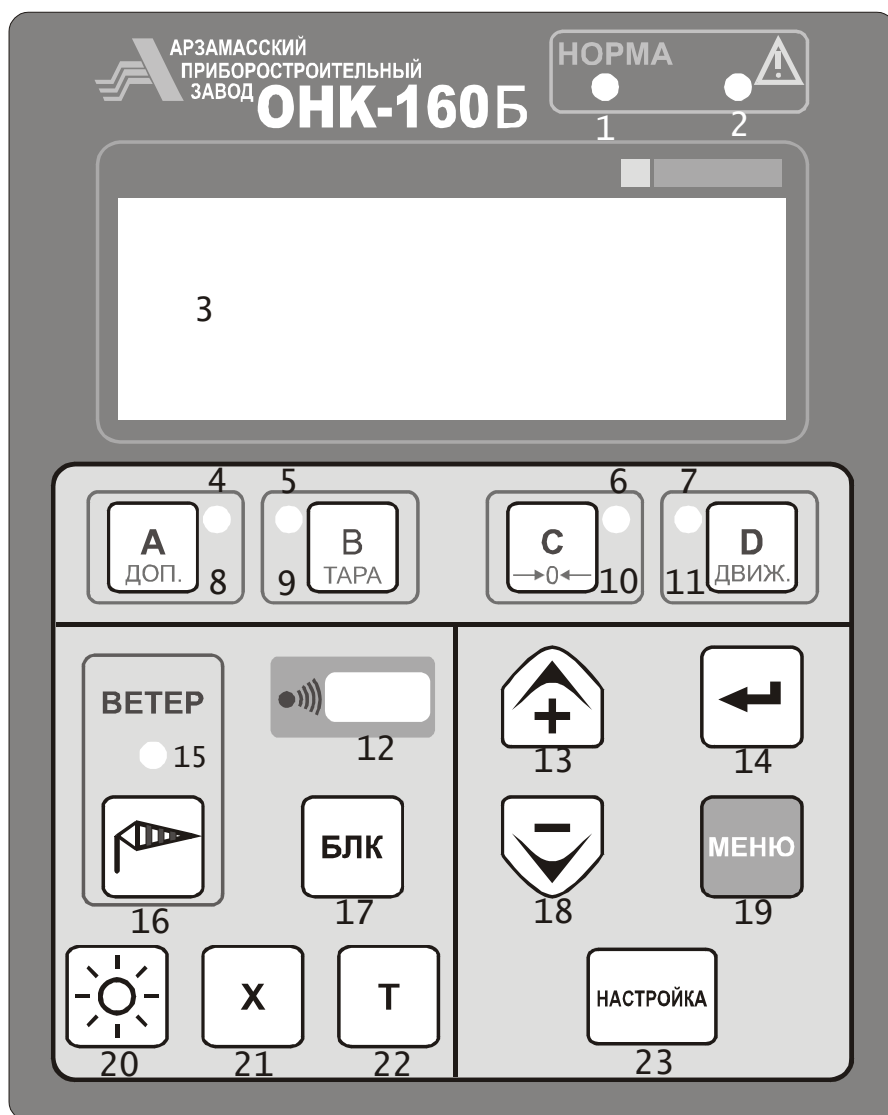 АРЗАМАССКИЙ
ПРИБОРОСТРОИТЕЛЬНЫЙ
ЗАВОД
ОНК-160Б
НОРМА
1 2
3
4 5 6 7
А В С D
ДОП. ТАРА →0← ДВИЖ.
8 9 10 11
ВЕТЕР
15
12
13 14
БЛК
МЕНЮ
16 17 18 19
Х Т
НАСТРОЙКА
20 21 22 23